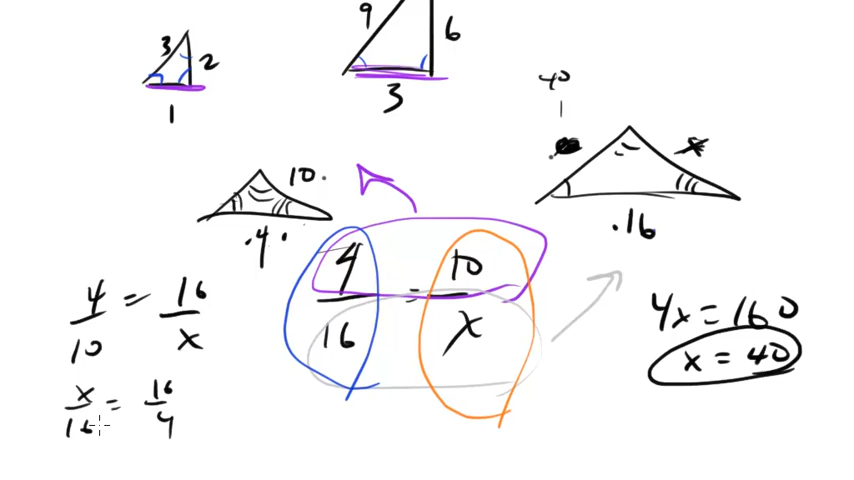 9
6
3
2
3
1
40
10.
x
.4.
.16
4/16 = 10/x
4/10 = 16/x
4x = 160
x = 40
16/4